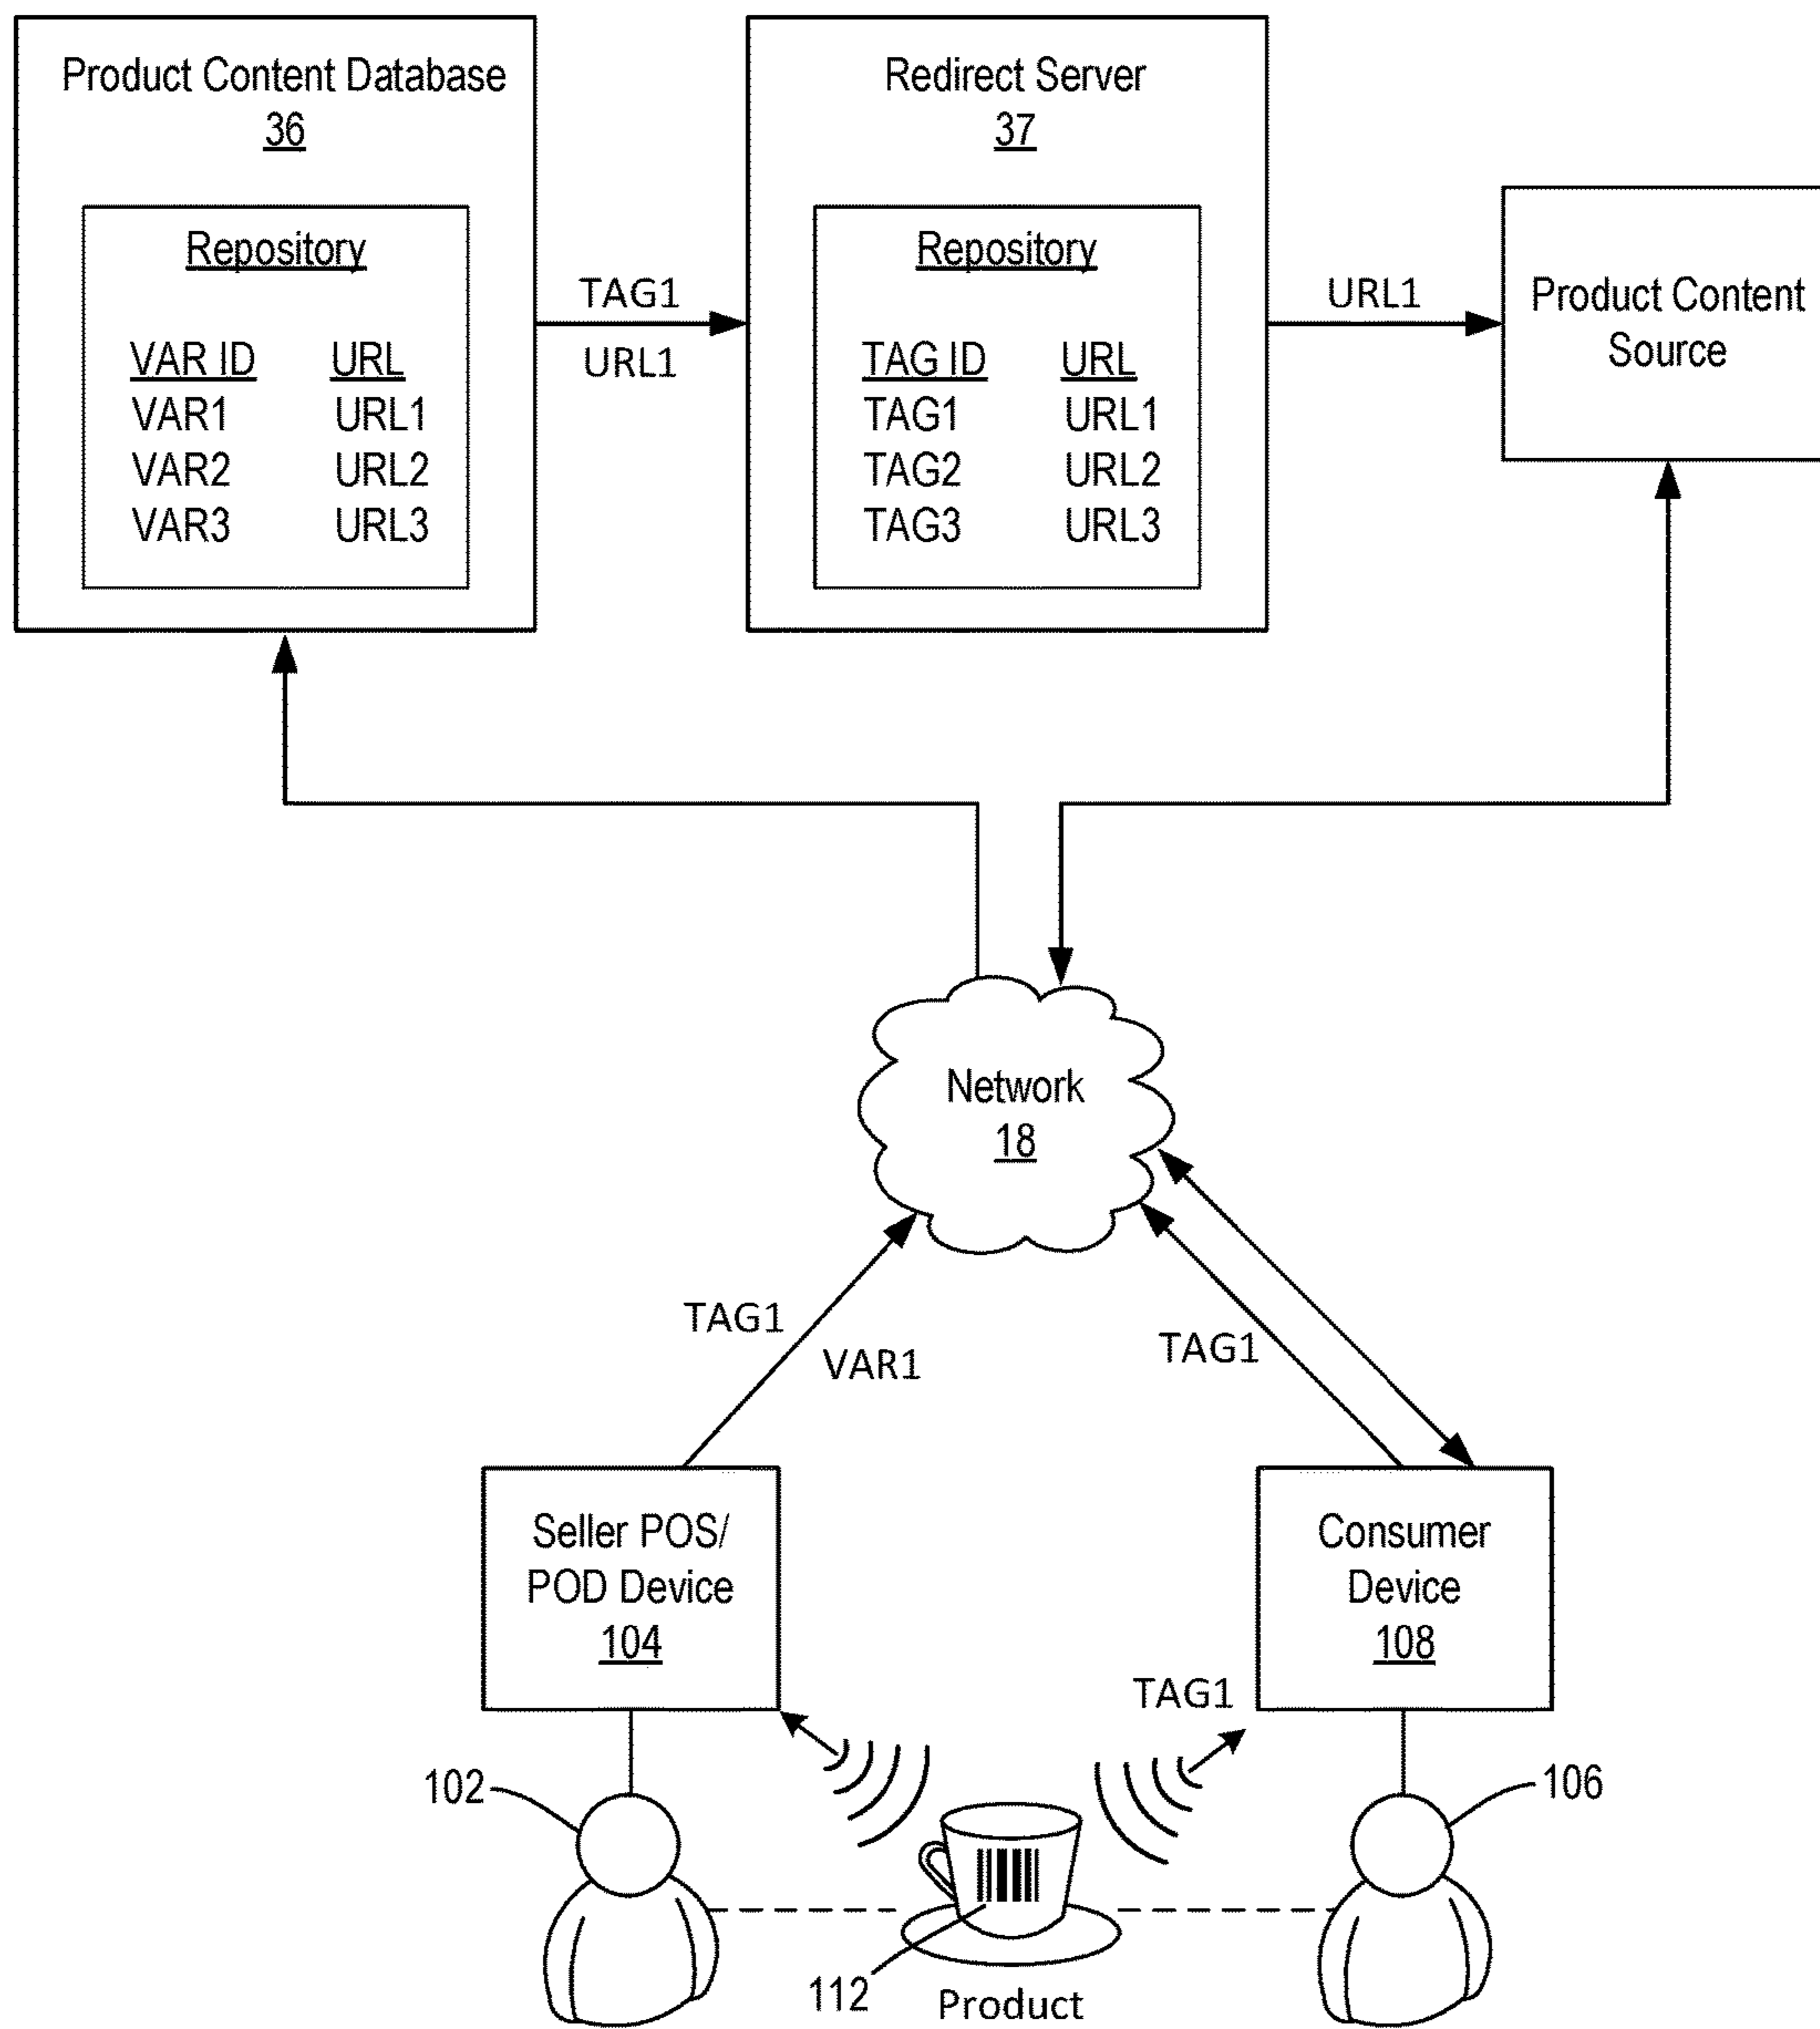 Product Content Database
36
Repository
VAR ID URL
VAR1 URL1
VAR2 URL2
VAR3 URL3
TAG1
URL1
Redirect Server
37
Repository
TAG ID URL
TAG1 URL1
TAG2 URL2
TAG3 URL3
URL1
Product Content
Source
Network
18
TAG1
VAR1
TAG1
Seller POS/
POD Device
104
Consumer
Device
108
TAG1
102
106
112
Product